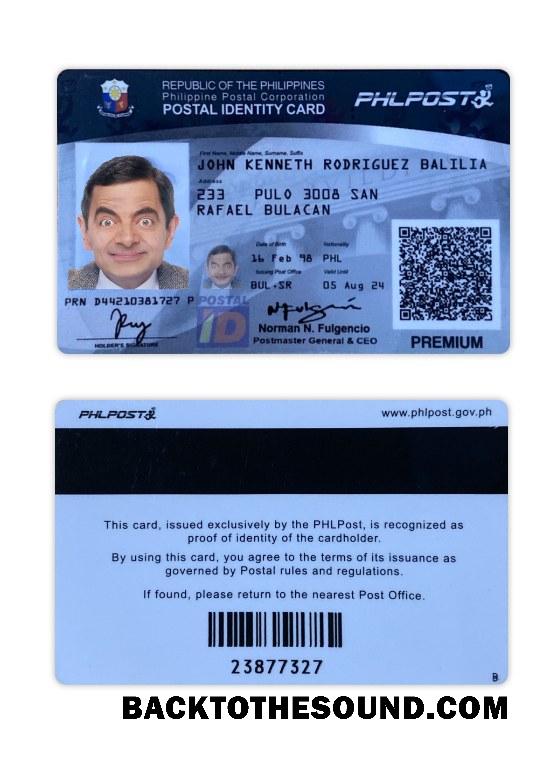 REPUBLIC OF THE PHILIPPINES
Philippine Postal Corporation
POSTAL IDENTITY CARD
PHLPOST
First Name, Middle Name, Surname, Suffix
JOHN KENNETH RODRIGUEZ BALILIA
Address
233 PULO 3008 SAN
RAFAEL BULACAN
Date of Birth Nationality
16 Feb 98 PHL
Issuing Post Office Valid Until
BUL-SR 05 Aug 24
PRN D44210381727 P
POSTAL
iD
HOLDER'S SIGNATURE
Norman N. Fulgencio
Postmaster General & CEO
PREMIUM
PHLPOST
www.phlpost.gov.ph
This card, issued exclusively by the PHLPost, is recognized as
proof of identity of the cardholder.
By using this card, you agree to the terms of its issuance as
governed by Postal rules and regulations.
If found, please return to the nearest Post Office.
23877327
B
BACKTOTHESOUND.COM